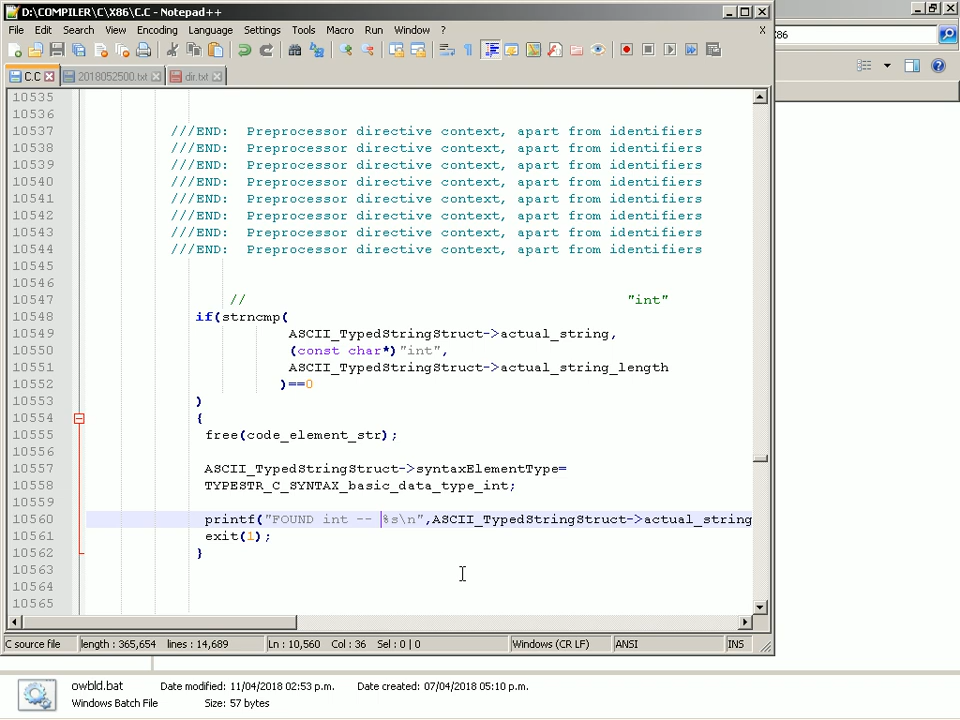 D:\COMPILER\C\X86\C.C - Notepad++
File Edit Search View Encoding Language Settings Tools Macro Run Window ? X
C.C 2018052500.txt dir.txt
10535
10536
10537 ///END: Preprocessor directive context, apart from identifiers
10538 ///END: Preprocessor directive context, apart from identifiers
10539 ///END: Preprocessor directive context, apart from identifiers
10540 ///END: Preprocessor directive context, apart from identifiers
10541 ///END: Preprocessor directive context, apart from identifiers
10542 ///END: Preprocessor directive context, apart from identifiers
10543 ///END: Preprocessor directive context, apart from identifiers
10544 ///END: Preprocessor directive context, apart from identifiers
10545
10546
10547 // "int"
10548 if(strncmp(
10549 ASCII_TypedStringStruct->actual_string,
10550 (const char*)"int",
10551 ASCII_TypedStringStruct->actual_string_length
10552 )==0
10553 )
10554 {
10555 free(code_element_str);
10556
10557 ASCII_TypedStringStruct->syntaxElementType=
10558 TYPESTR_C_SYNTAX_basic_data_type_int;
10559
10560 printf("FOUND int -- %s\n",ASCII_TypedStringStruct->actual_string
10561 exit(1);
10562 }
10563
10564
10565
C source file length : 365,654 lines : 14,689 Ln : 10,560 Col : 36 Sel : 0 | 0 Windows (CR LF) ANSI INS
86
owbld.bat Date modified: 11/04/2018 02:53 p.m. Date created: 07/04/2018 05:10 p.m.
Windows Batch File Size: 57 bytes